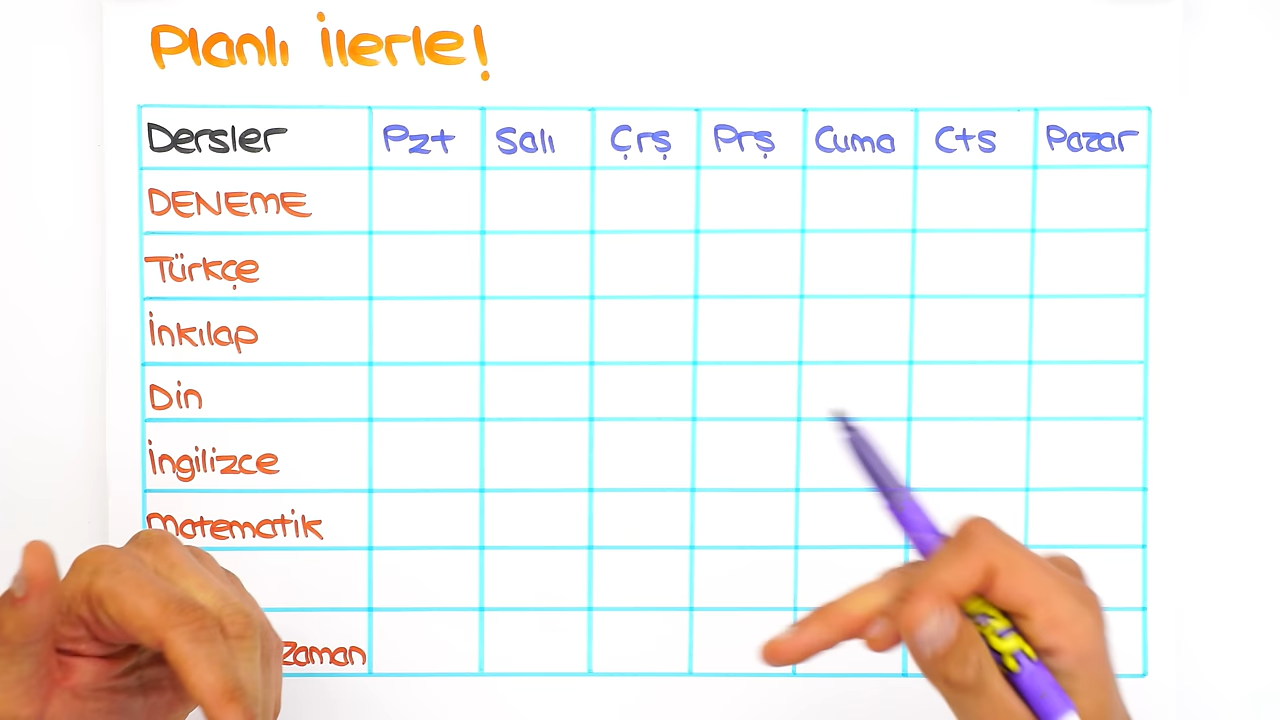 Planlı İlerle!
Dersler Pzt Salı Çrş Prş Cuma Cts Pazar
DENEME
Türkçe
İnkılap
Din
İngilizce
Matematik
zaman